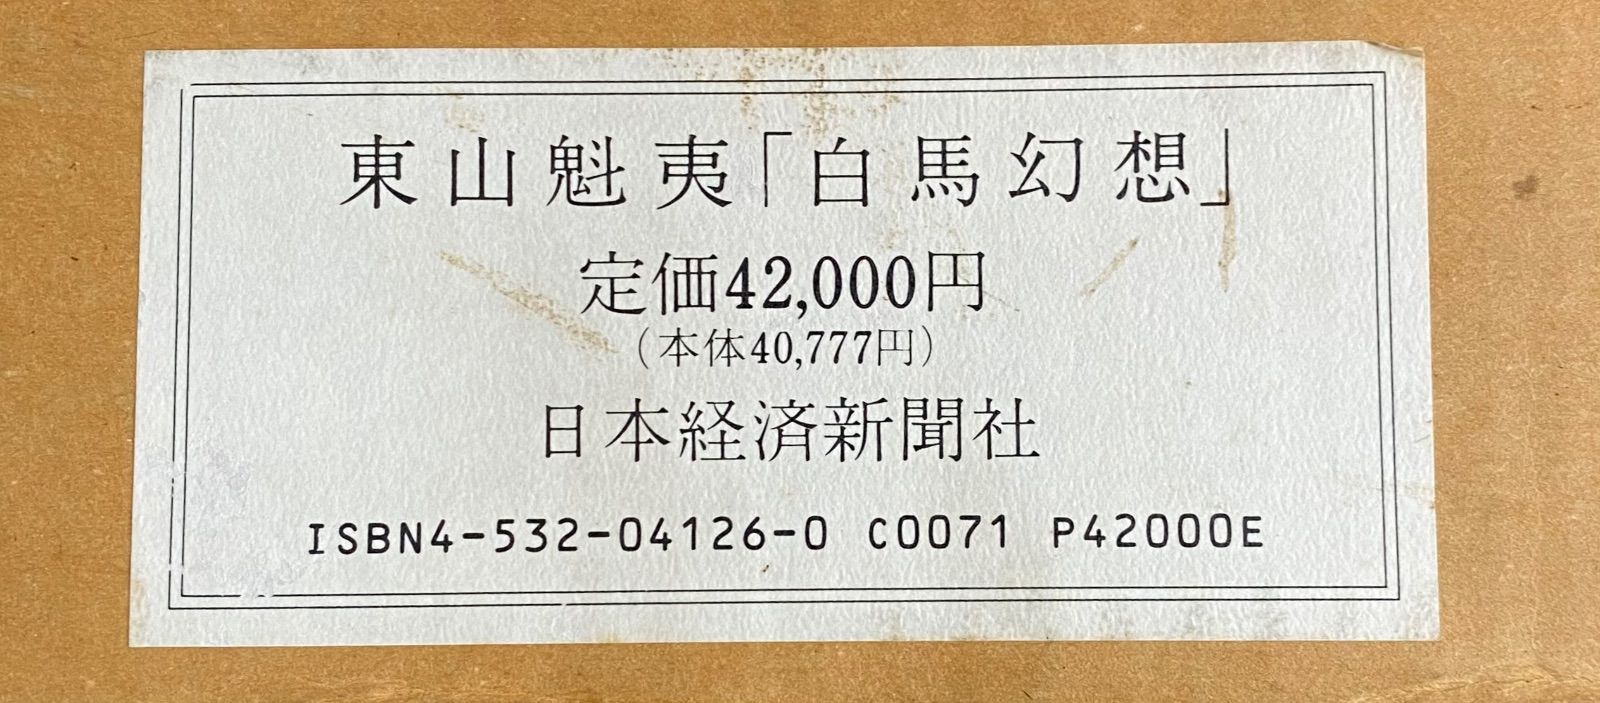 東山魁夷「白馬幻想」
定価42,000円
（本体40,777円）
日本経済新聞社
ISBN4-532-04126-0 C0071 P42000E